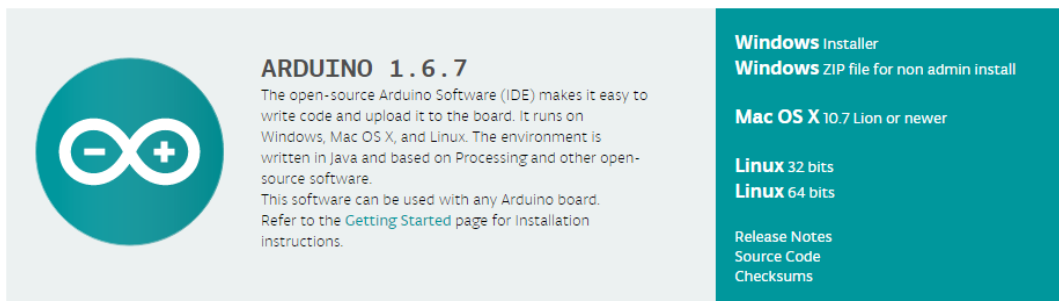 ARDUINO 1.6.7
The open-source Arduino Software (IDE) makes it easy to
write code and upload it to the board. It runs on
Windows, Mac OS X, and Linux. The environment is
written in Java and based on Processing and other open-
source software.
This software can be used with any Arduino board.
Refer to the Getting Started page for Installation
instructions.
Windows Installer
Windows ZIP file for non admin install
Mac OS X 10.7 Lion or newer
Linux 32 bits
Linux 64 bits
Release Notes
Source Code
Checksums